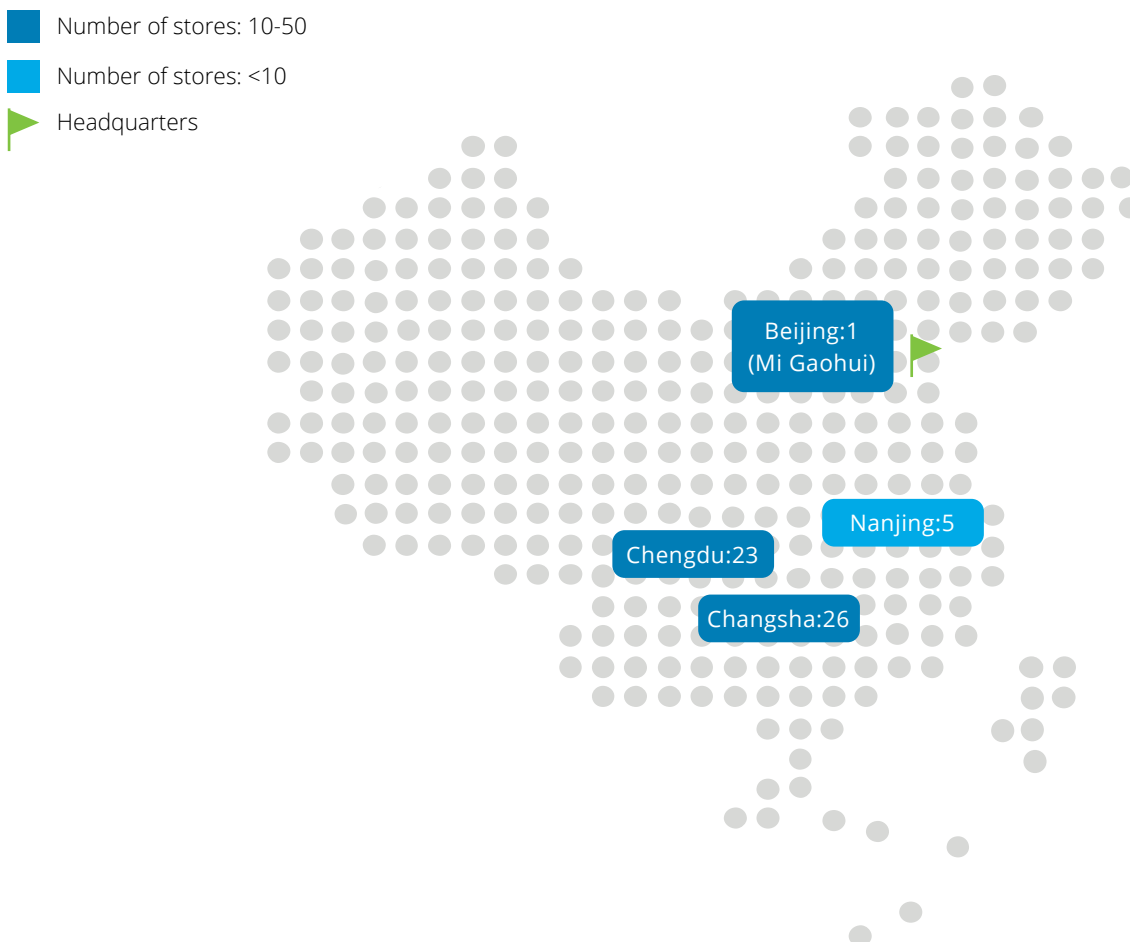 Number of stores: 10-50
Number of stores: <10
Headquarters
Beijing:1
(Mi Gaohui)
Nanjing:5
Chengdu:23
Changsha:26